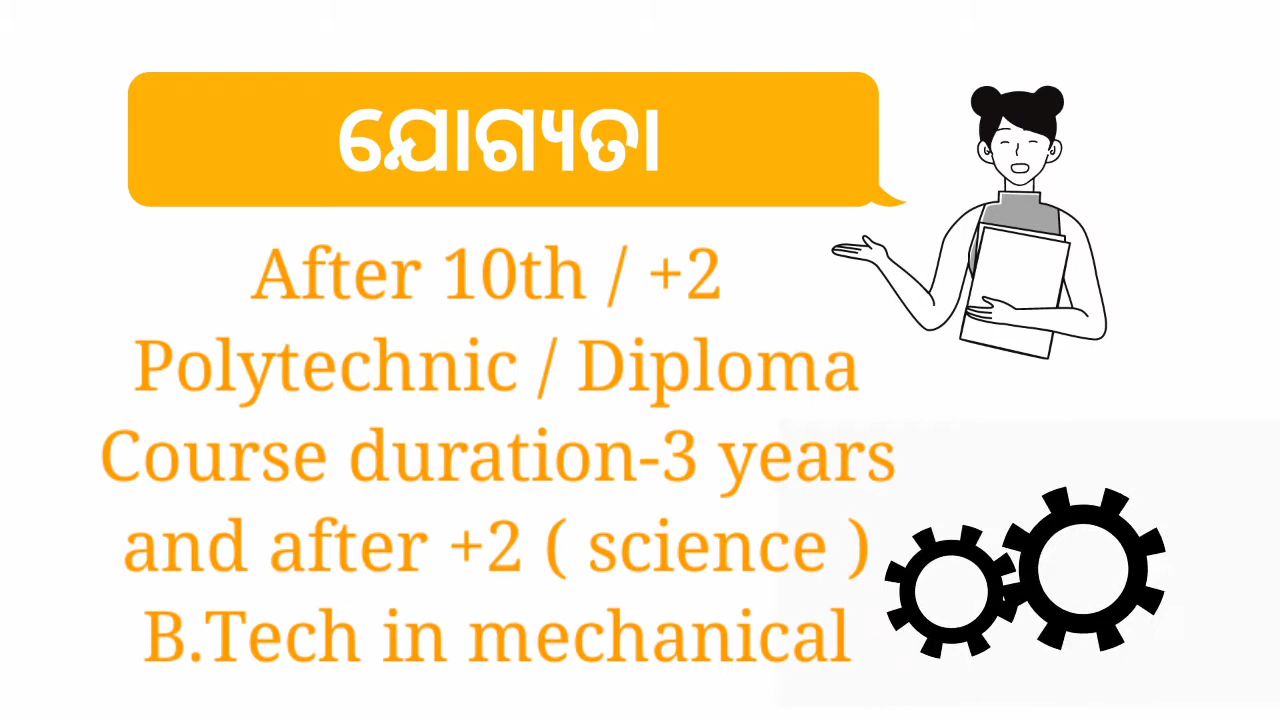 ଯୋଗ୍ୟତା
After 10th / +2
Polytechnic / Diploma
Course duration-3 years
and after +2 ( science )
B.Tech in mechanical